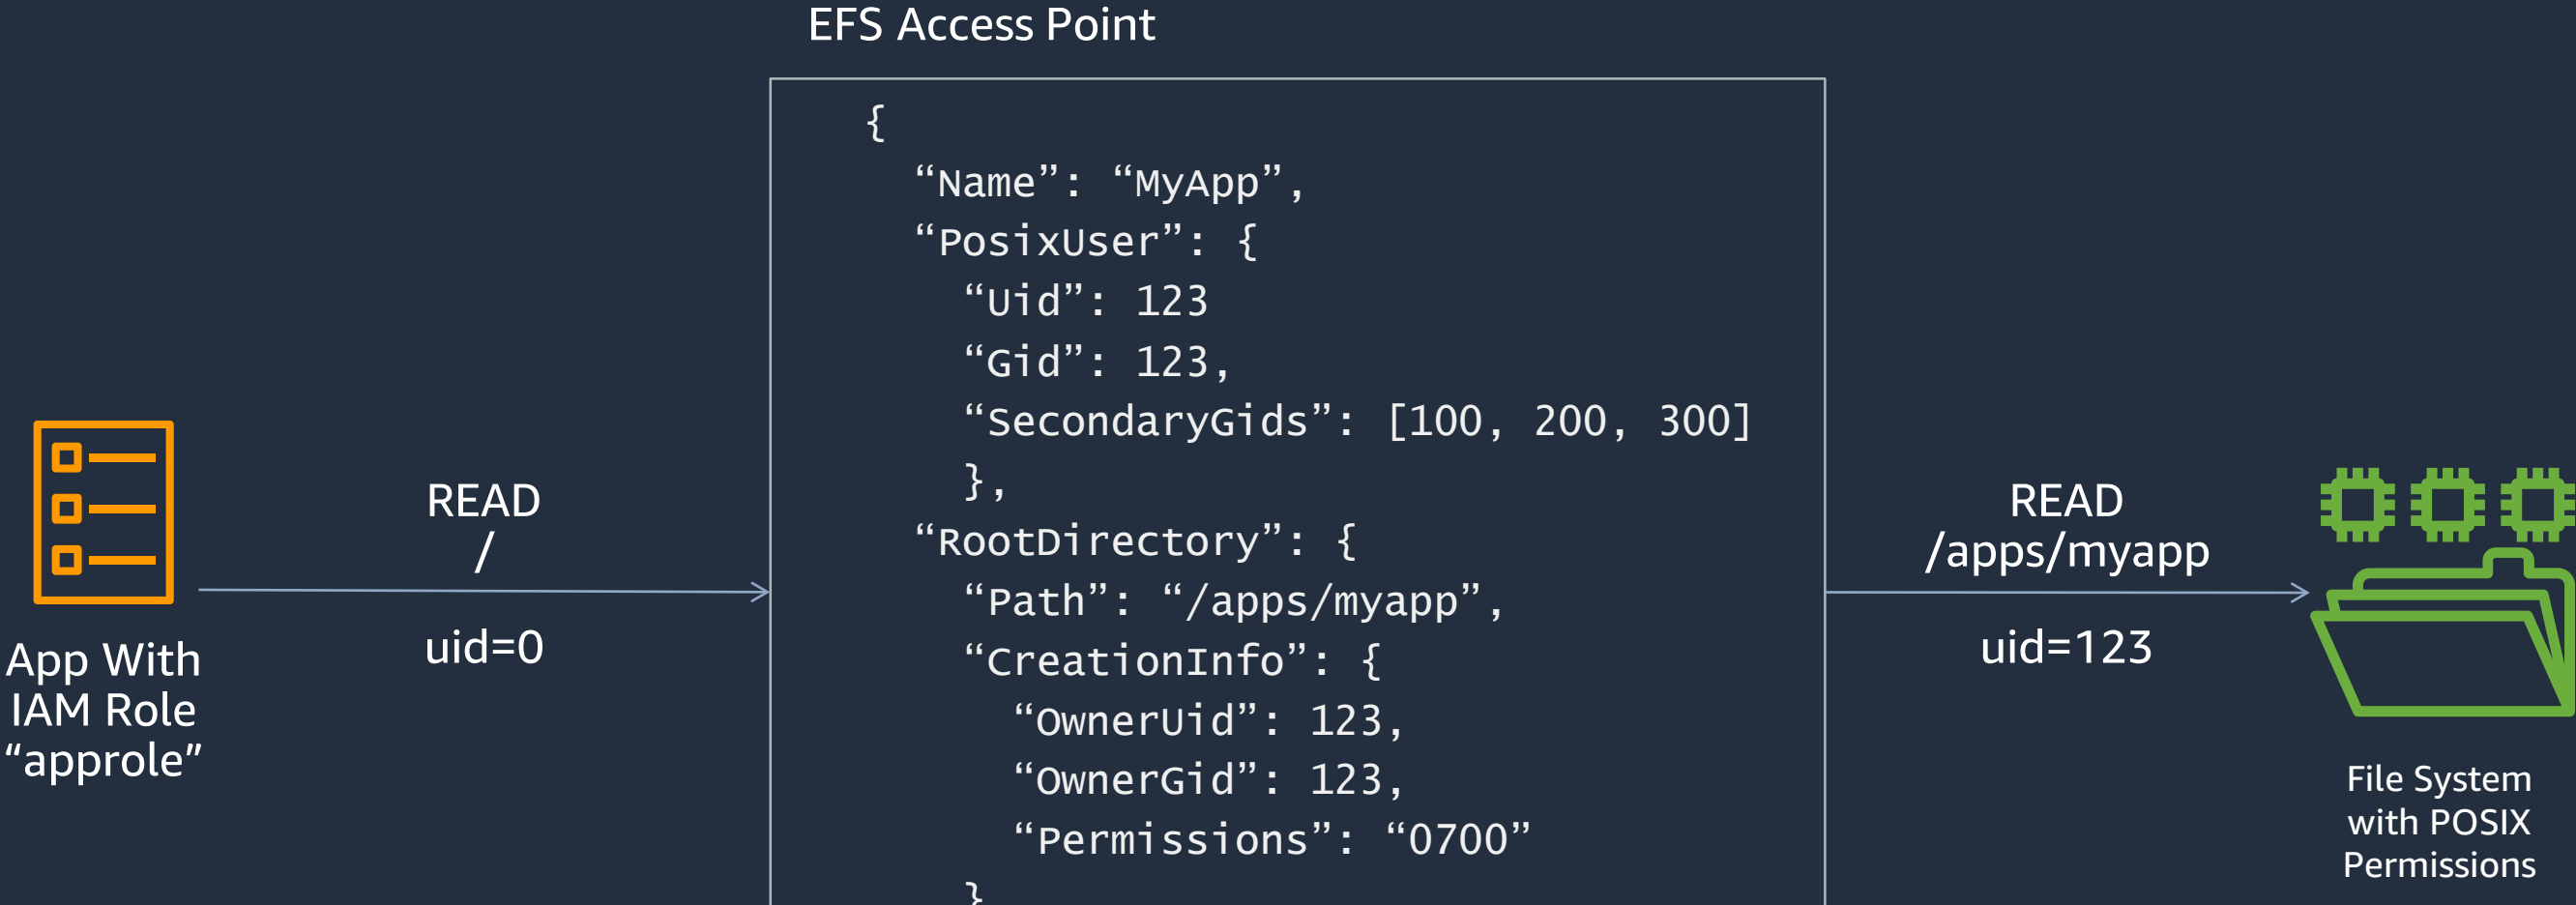 EFS Access Point
{
“Name”: “MyApp”,
“PosixUser”: {
“Uid”: 123
“Gid”: 123,
“SecondaryGids”: [100, 200, 300]
},
“RootDirectory”: {
“Path”: “/apps/myapp”,
“CreationInfo”: {
“OwnerUid”: 123,
“OwnerGid”: 123,
“Permissions”: “0700”
}
App With
IAM Role
“approle”
READ
/
uid=0
READ
/apps/myapp
uid=123
File System
with POSIX
Permissions